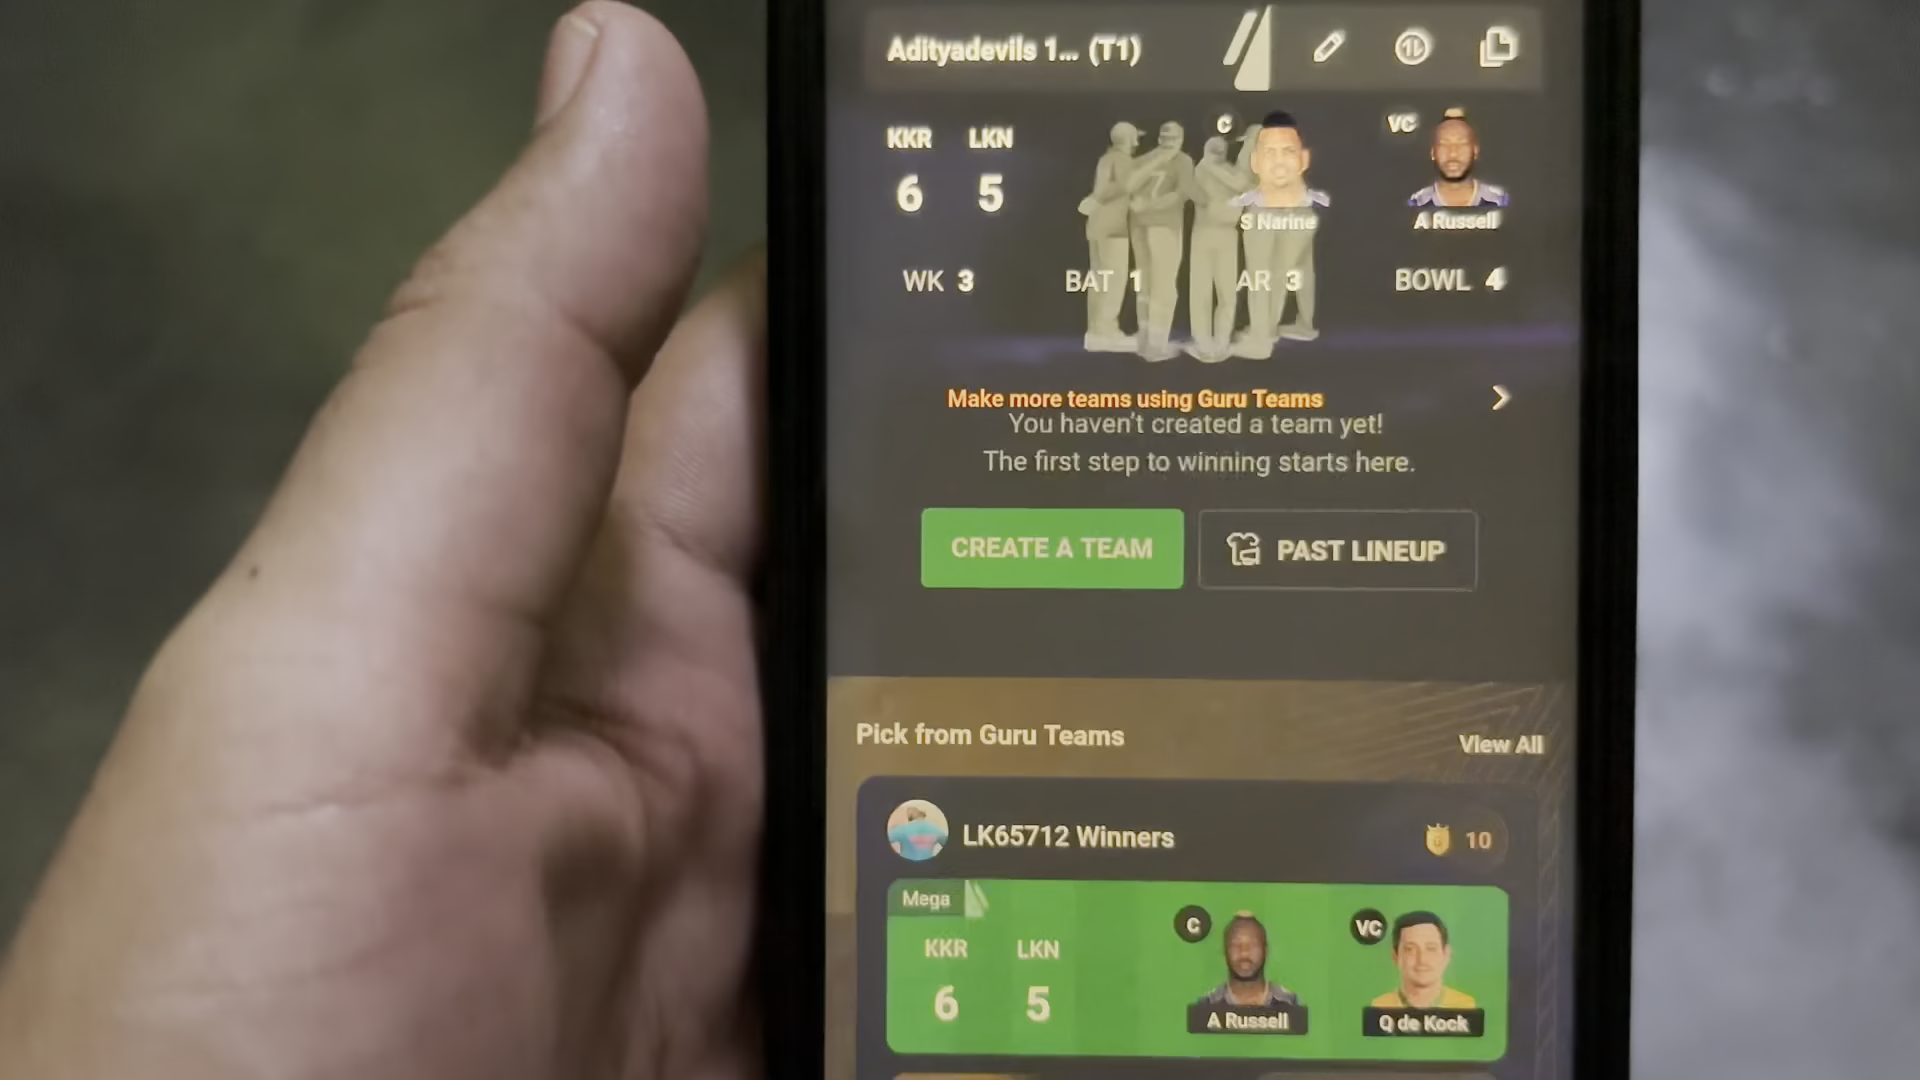 Adityadevils 1... (T1)
KKR LKN
6 5
C
S Narine
VC
A Russell
WK 3 BAT 1 AR 3 BOWL 4
Make more teams using Guru Teams
You haven't created a team yet!
The first step to winning starts here.
CREATE A TEAM
PAST LINEUP
Pick from Guru Teams
View All
LK65712 Winners
10
Mega
KKR LKN
6 5
C
A Russell
VC
Q de Kock